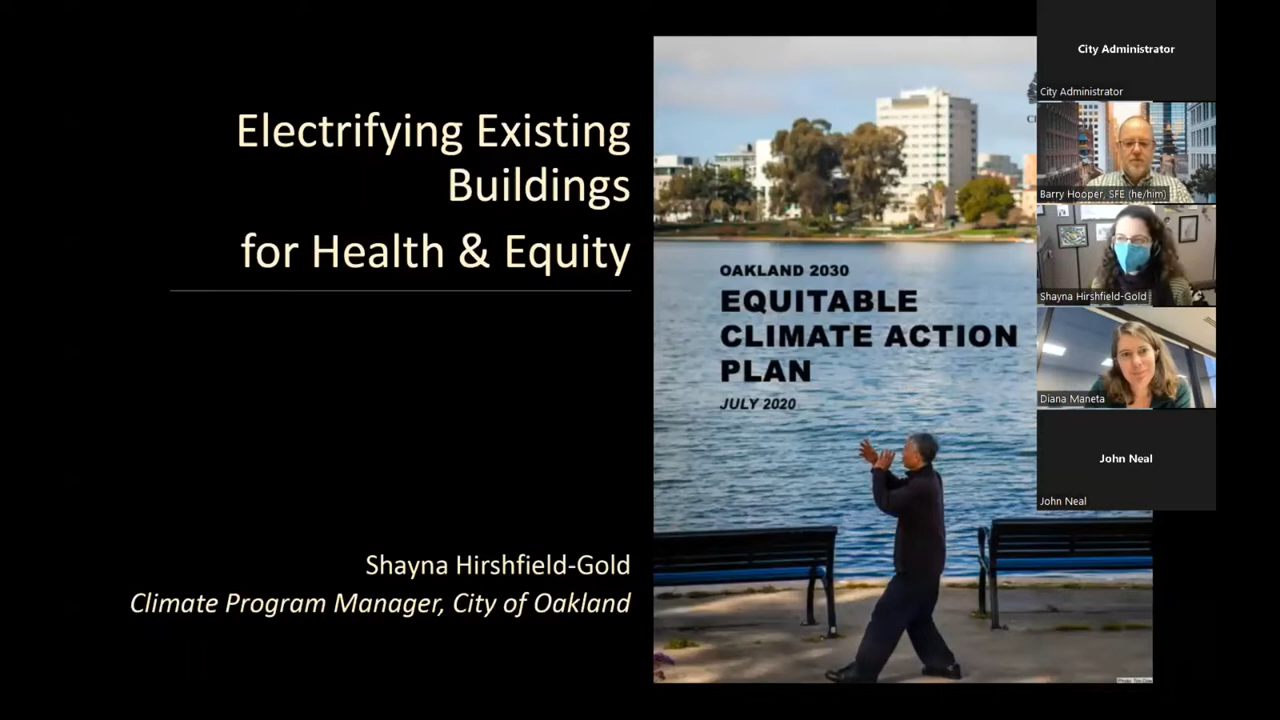 Electrifying Existing
Buildings
for Health & Equity
Shayna Hirshfield-Gold
Climate Program Manager, City of Oakland
OAKLAND 2030
EQUITABLE
CLIMATE ACTION
PLAN
JULY 2020
City Administrator
City Administrator
Barry Hooper, SFE (he/him)
Shayna Hirshfield-Gold
Diana Maneta
John Neal
John Neal